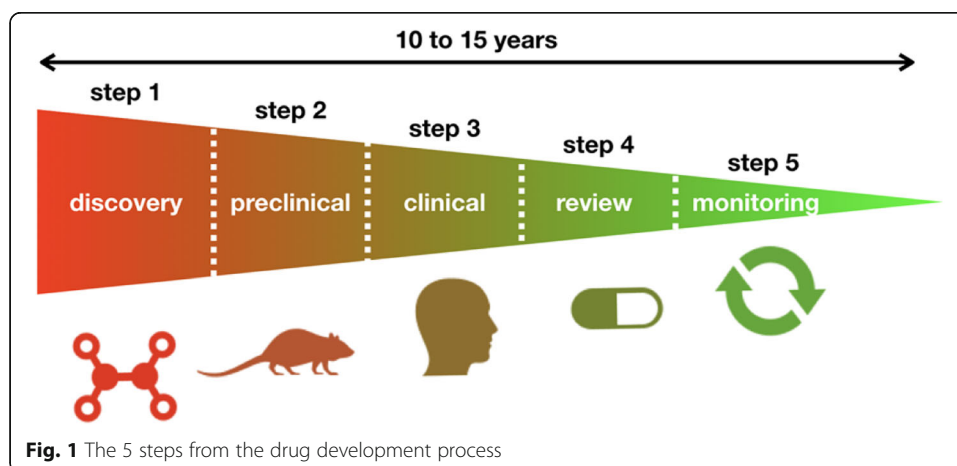 10 to 15 years
step 1
step 2
step 3
step 4
step 5
discovery
preclinical
clinical
review
monitoring
Fig. 1 The 5 steps from the drug development process